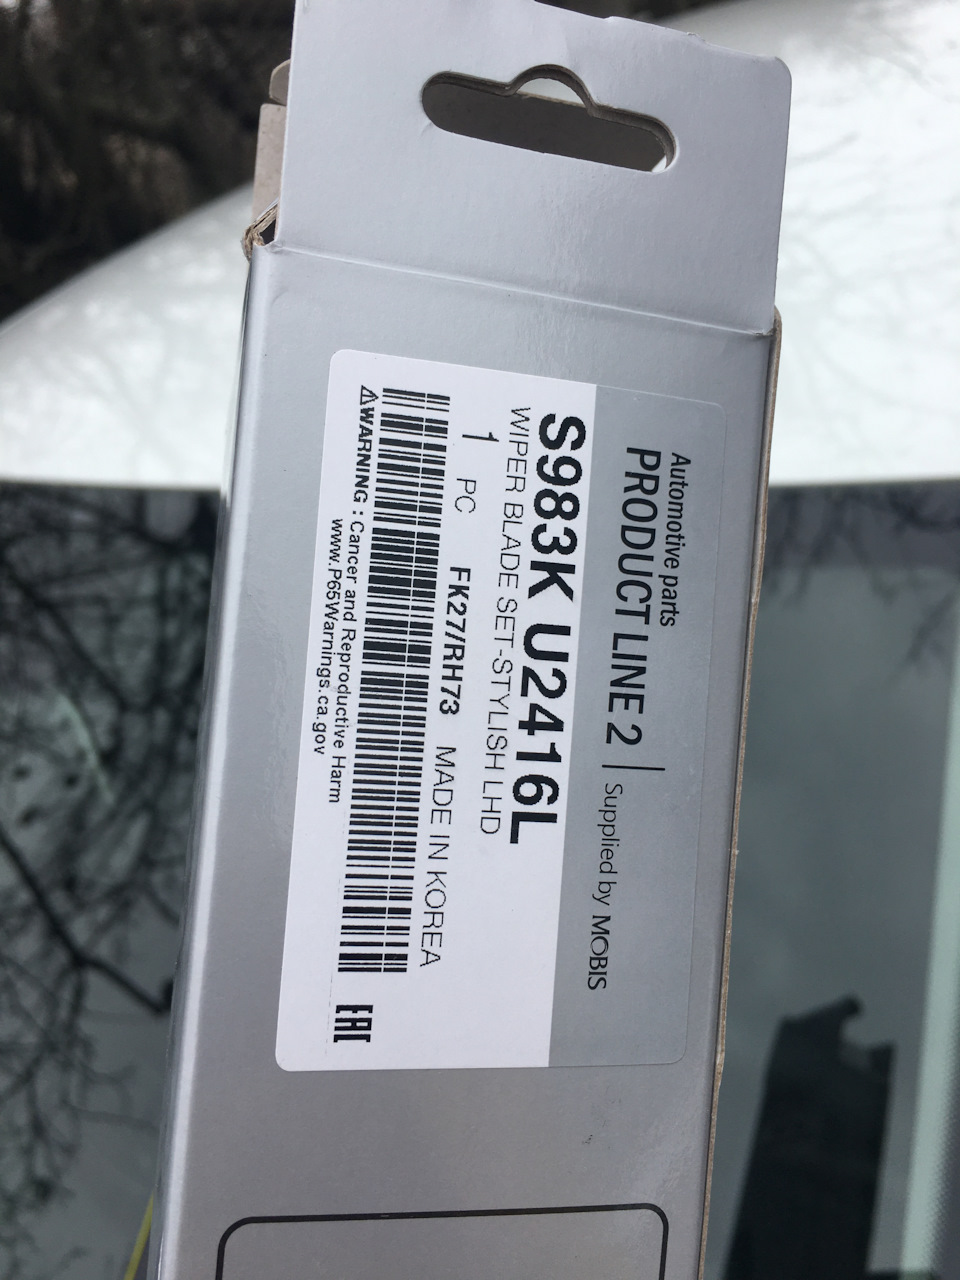 Automotive parts
PRODUCT LINE 2 | Supplied by MOBIS
S983K U2416L
WIPER BLADE SET-STYLISH LHD
1 PC FK27/RH73 MADE IN KOREA
⚠WARNING : Cancer and Reproductive Harm
www.P65Warnings.ca.gov
EAC